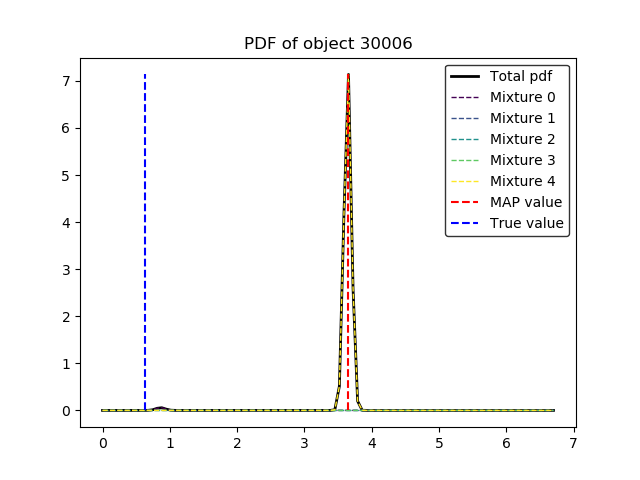 PDF of object 30006
Total pdf
Mixture 0
Mixture 1
Mixture 2
Mixture 3
Mixture 4
MAP value
True value
7
6
5
4
3
2
1
0
0 1 2 3 4 5 6 7